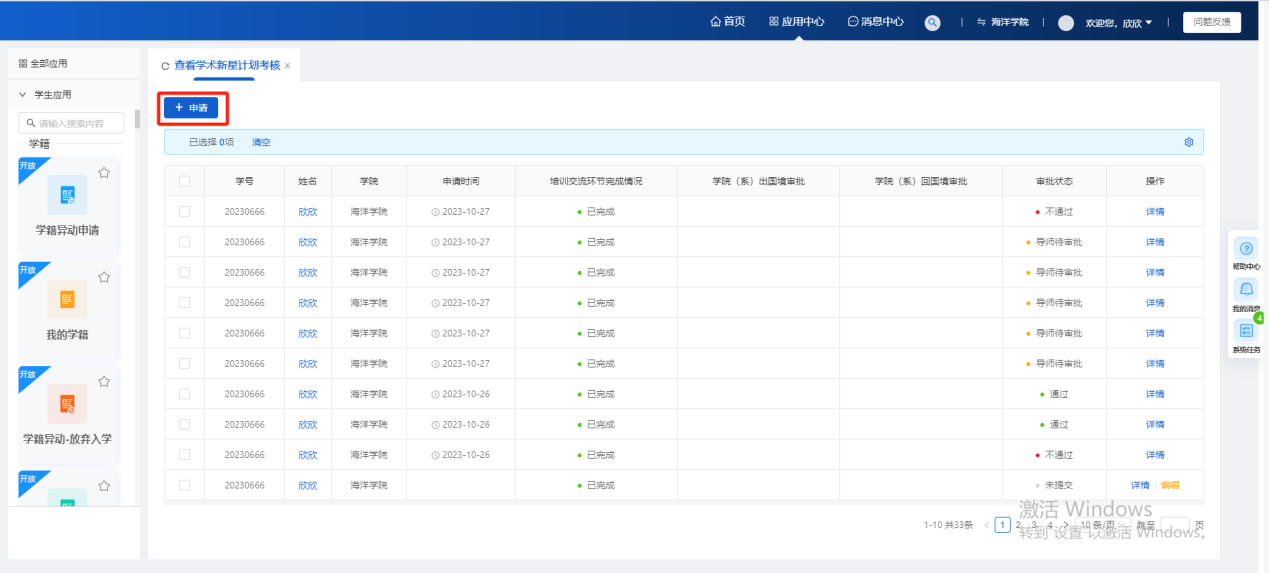 首页 应用中心 消息中心 海洋学院 欢迎您, 欣欣 问题反馈
全部应用
查看学术新星计划考核
学生应用
申请
请输入搜索内容
已选择 0项 清空
学籍
开放
学籍异动申请
开放
我的学籍
开放
学籍异动-放弃入学
开放
学号 姓名 学院 申请时间 培训交流环节完成情况 学院（系）出国境审批 学院（系）回国境审批 审批状态 操作
20230666 欣欣 海洋学院 2023-10-27 已完成 不通过 详情
20230666 欣欣 海洋学院 2023-10-27 已完成 导师待审批 详情
20230666 欣欣 海洋学院 2023-10-27 已完成 导师待审批 详情
20230666 欣欣 海洋学院 2023-10-27 已完成 导师待审批 详情
20230666 欣欣 海洋学院 2023-10-27 已完成 导师待审批 详情
20230666 欣欣 海洋学院 2023-10-27 已完成 导师待审批 详情
20230666 欣欣 海洋学院 2023-10-26 已完成 通过 详情
20230666 欣欣 海洋学院 2023-10-26 已完成 通过 详情
20230666 欣欣 海洋学院 2023-10-26 已完成 不通过 详情
20230666 欣欣 海洋学院 已完成 未提交 详情 编辑
帮助中心
我的消息
4
系统任务
1-10 共33条 < 1 2 3 4 > 10 条/页 跳至 页
激活 Windows
转到"设置"以激活 Windows。